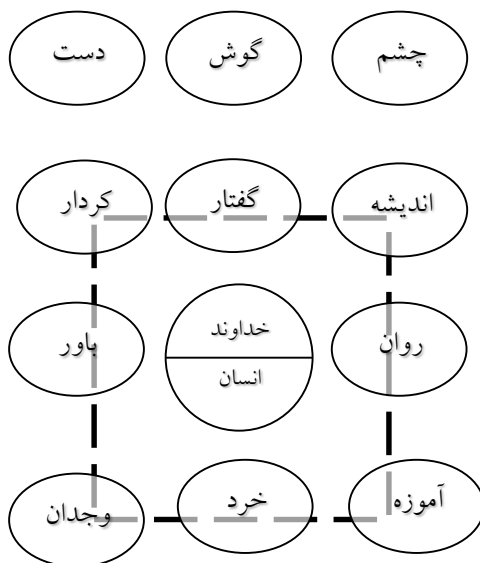 چشم
گوش
دست
اندیشه
گفتار
کردار
روان
خداوند
انسان
باور
آموزه
خرد
وجدان